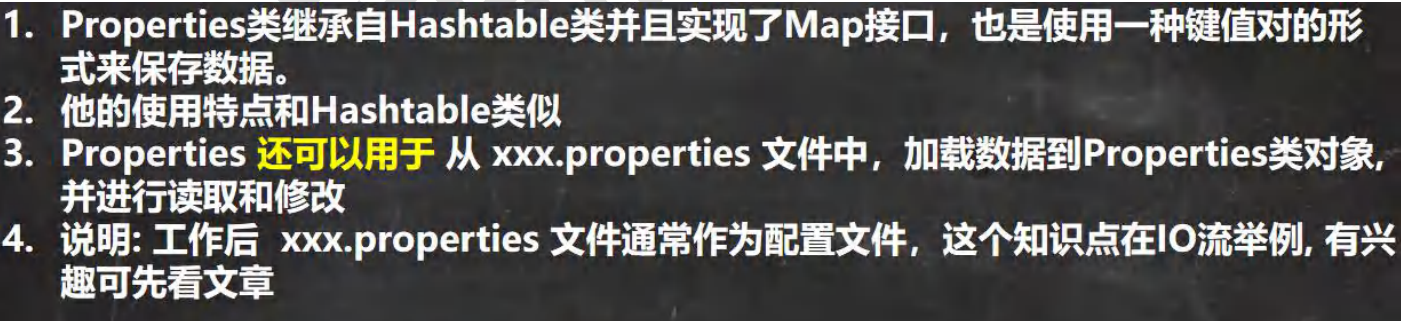 1. Properties类继承自Hashtable类并且实现了Map接口，也是使用一种键值对的形
式来保存数据。
2. 他的使用特点和Hashtable类似
3. Properties 还可以用于 从 xxx.properties 文件中，加载数据到Properties类对象,
并进行读取和修改
4. 说明: 工作后 xxx.properties 文件通常作为配置文件，这个知识点在IO流举例, 有兴
趣可先看文章